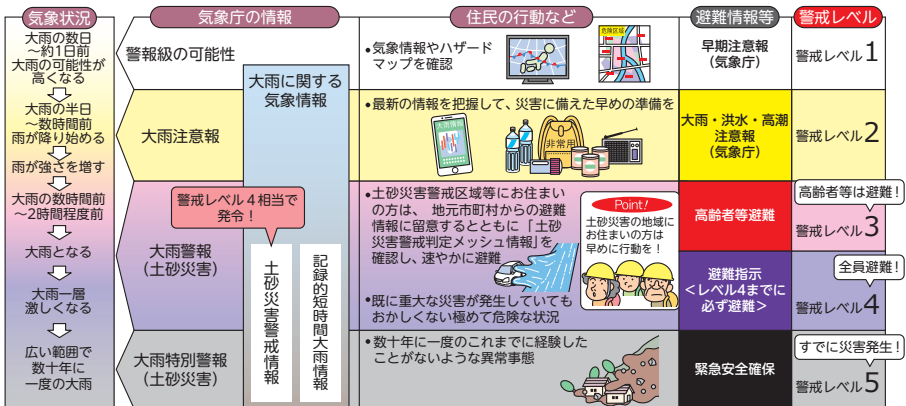 気象状況
気象庁の情報
住民の行動など
避難情報等
警戒レベル
大雨の数日
～約1日前
大雨の可能性が
高くなる
警報級の可能性
大雨に関する
気象情報
•気象情報やハザード
マップを確認
危険区域
早期注意報
(気象庁)
警戒レベル1
大雨の半日
～数時間前
雨が降り始める
雨が強さを増す
大雨注意報
•最新の情報を把握して、災害に備えた早めの準備を
大雨情報
非常用
大雨・洪水・高潮
注意報
(気象庁)
警戒レベル2
大雨の数時間前
～2時間程度前
大雨となる
大雨一層
激しくなる
大雨警報
(土砂災害)
警戒レベル4相当で
発令！
土砂災害警戒情報
記録的短時間大雨情報
•土砂災害警戒区域等にお住まい
の方は、 地元市町村からの避難
情報に留意するとともに「土砂
災害警戒判定メッシュ情報」を
確認し、速やかに避難
Point!
土砂災害の地域に
お住まいの方は
早めに行動を！
•既に重大な災害が発生していても
おかしくない極めて危険な状況
高齢者等避難
高齢者等は避難！
警戒レベル3
避難指示
<レベル4までに
必ず避難>
全員避難！
警戒レベル4
広い範囲で
数十年に
一度の大雨
大雨特別警報
(土砂災害)
•数十年に一度のこれまでに経験した
ことがないような異常事態
緊急安全確保
すでに災害発生！
警戒レベル5